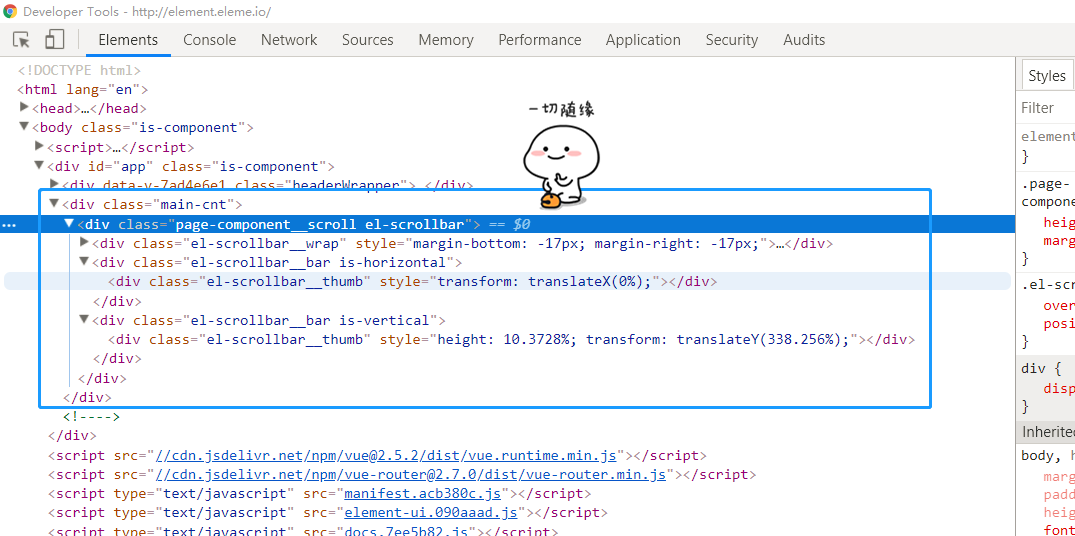 Developer Tools - http://element.eleme.io/
Elements Console Network Sources Memory Performance Application Security Audits
<!DOCTYPE html>
<html lang="en">
<head>…</head>
<body class="is-component">
<script>…</script>
<div id="app" class="is-component">
<div data-v-7ad4e6e1 class="headerWrapper"> </div>
<div class="main-cnt">
<div class="page-component__scroll el-scrollbar"> == $0
<div class="el-scrollbar__wrap" style="margin-bottom: -17px; margin-right: -17px;">…</div>
<div class="el-scrollbar__bar is-horizontal">
<div class="el-scrollbar__thumb" style="transform: translateX(0%);"></div>
</div>
<div class="el-scrollbar__bar is-vertical">
<div class="el-scrollbar__thumb" style="height: 10.3728%; transform: translateY(338.256%);"></div>
</div>
</div>
</div>
<!---->
</div>
<script src="//cdn.jsdelivr.net/npm/vue@2.5.2/dist/vue.runtime.min.js"></script>
<script src="//cdn.jsdelivr.net/npm/vue-router@2.7.0/dist/vue-router.min.js"></script>
<script type="text/javascript" src="manifest.acb380c.js"></script>
<script type="text/javascript" src="element-ui.090aaad.js"></script>
<script type="text/javascript" src="docs.7ee5b82.js"></script>
一切随缘
Styles
Filter
element
}
.page-
compone
heig
marg
}
.el-scr
over
posi
}
div {
disp
}
Inherited
body, h
marg
padd
heig
font